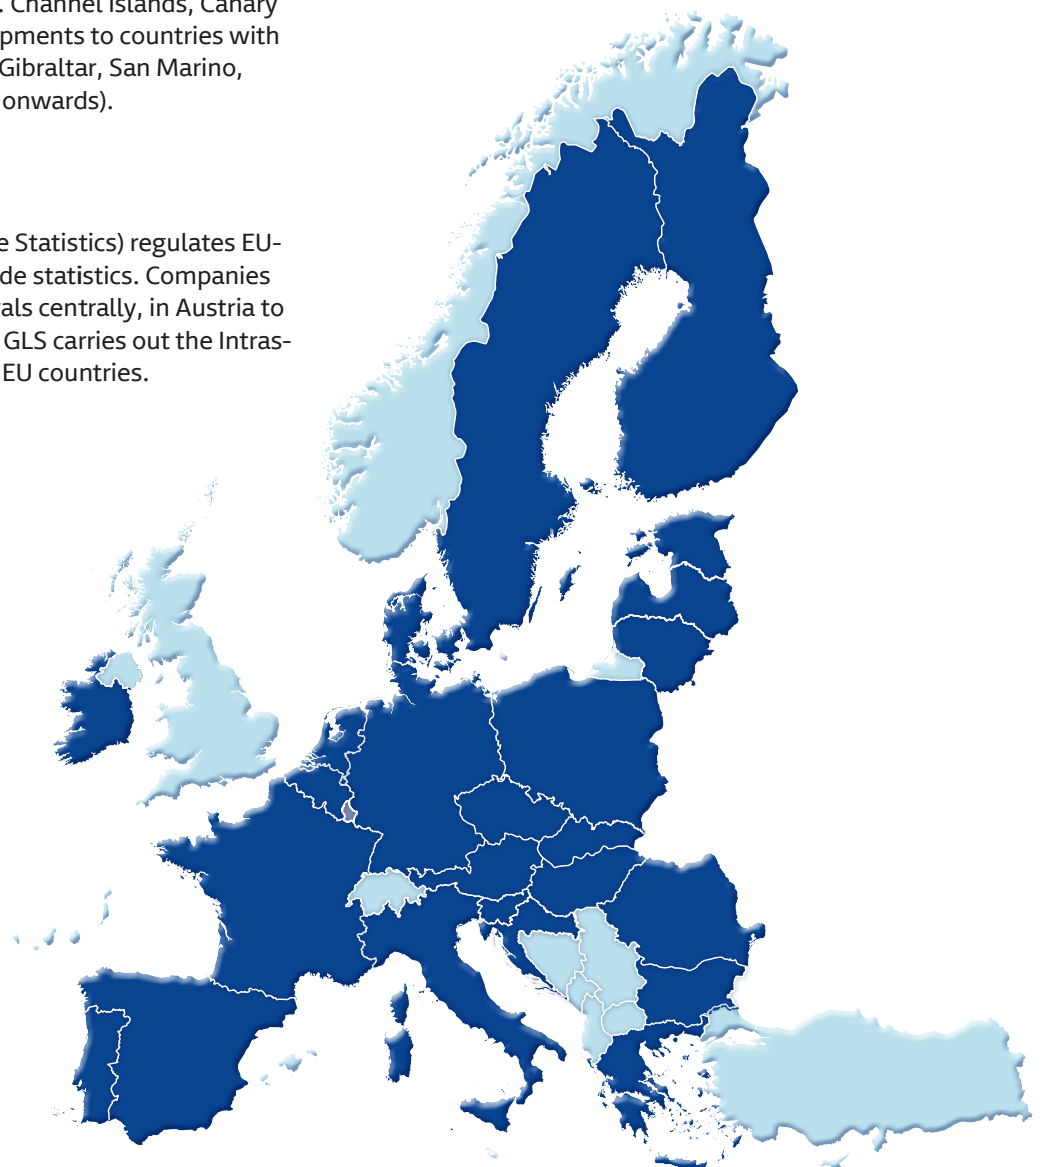 . Channel Islands, Canary
pments to countries with
Gibraltar, San Marino,
onwards).
e Statistics) regulates EU-
de statistics. Companies
als centrally, in Austria to
GLS carries out the Intras-
EU countries.